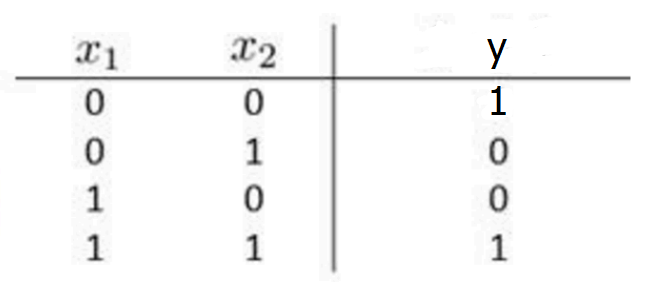 x₁ x₂ y
0 0 1
0 1 0
1 0 0
1 1 1